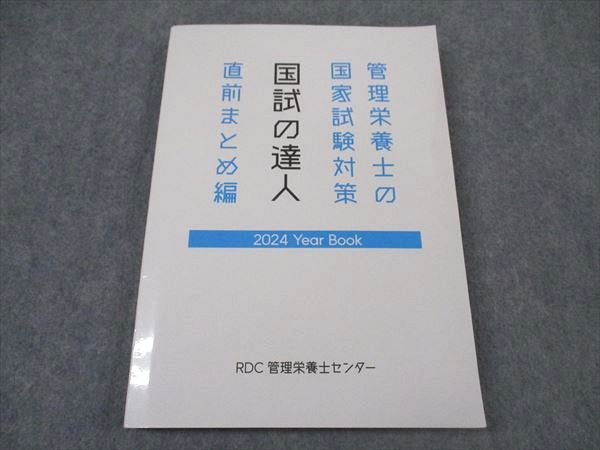 管理栄養士の
国家試験対策
国試の達人
直前まとめ編
2024 Year Book
RDC 管理栄養士センター